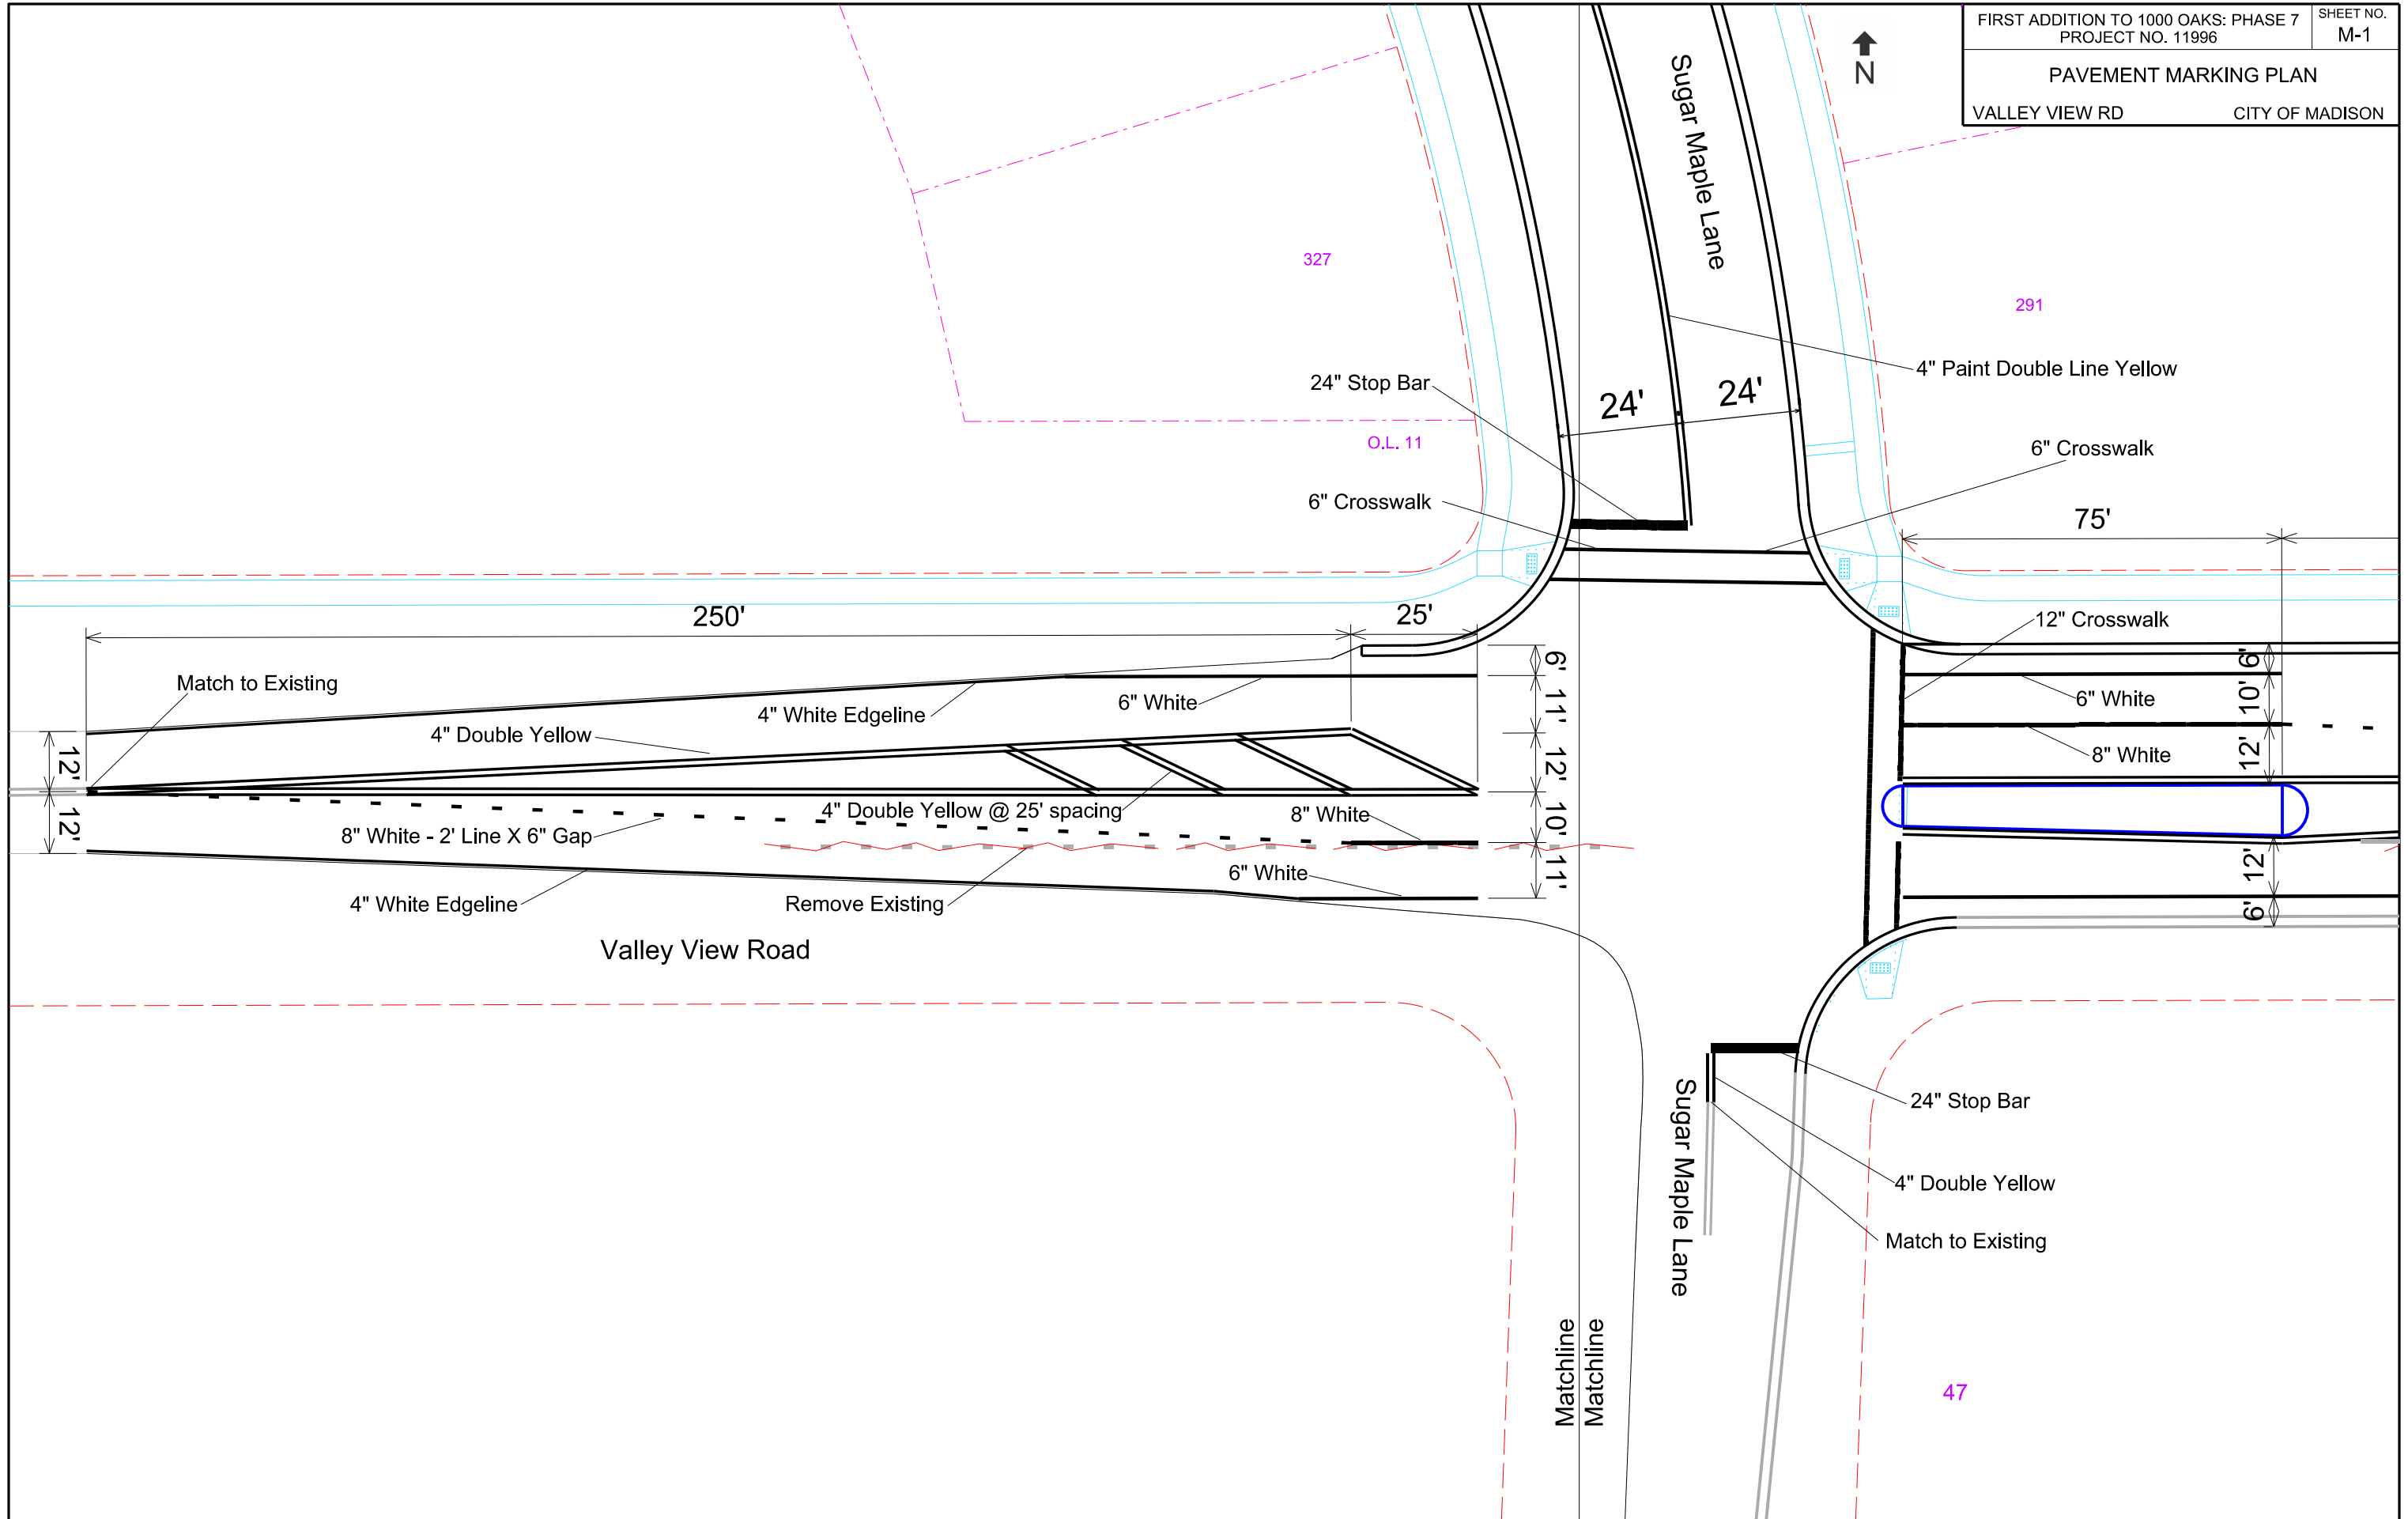 FIRST ADDITION TO 1000 OAKS: PHASE 7
PROJECT NO. 11996
SHEET NO.
M-1
PAVEMENT MARKING PLAN
VALLEY VIEW RD
CITY OF MADISON
N
Sugar Maple Lane
327
291
4" Paint Double Line Yellow
24" Stop Bar
24'
24'
O.L. 11
6" Crosswalk
6" Crosswalk
75'
250'
25'
12" Crosswalk
Match to Existing
4" White Edgeline
6" White
4" Double Yellow
6'
11'
12'
10'
11'
6'
10'
12'
12'
6'
6" White
8" White
12'
12'
4" Double Yellow @ 25' spacing
8" White
8" White - 2' Line X 6" Gap
6" White
4" White Edgeline
Remove Existing
Valley View Road
24" Stop Bar
Sugar Maple Lane
4" Double Yellow
Match to Existing
Matchline
Matchline
47